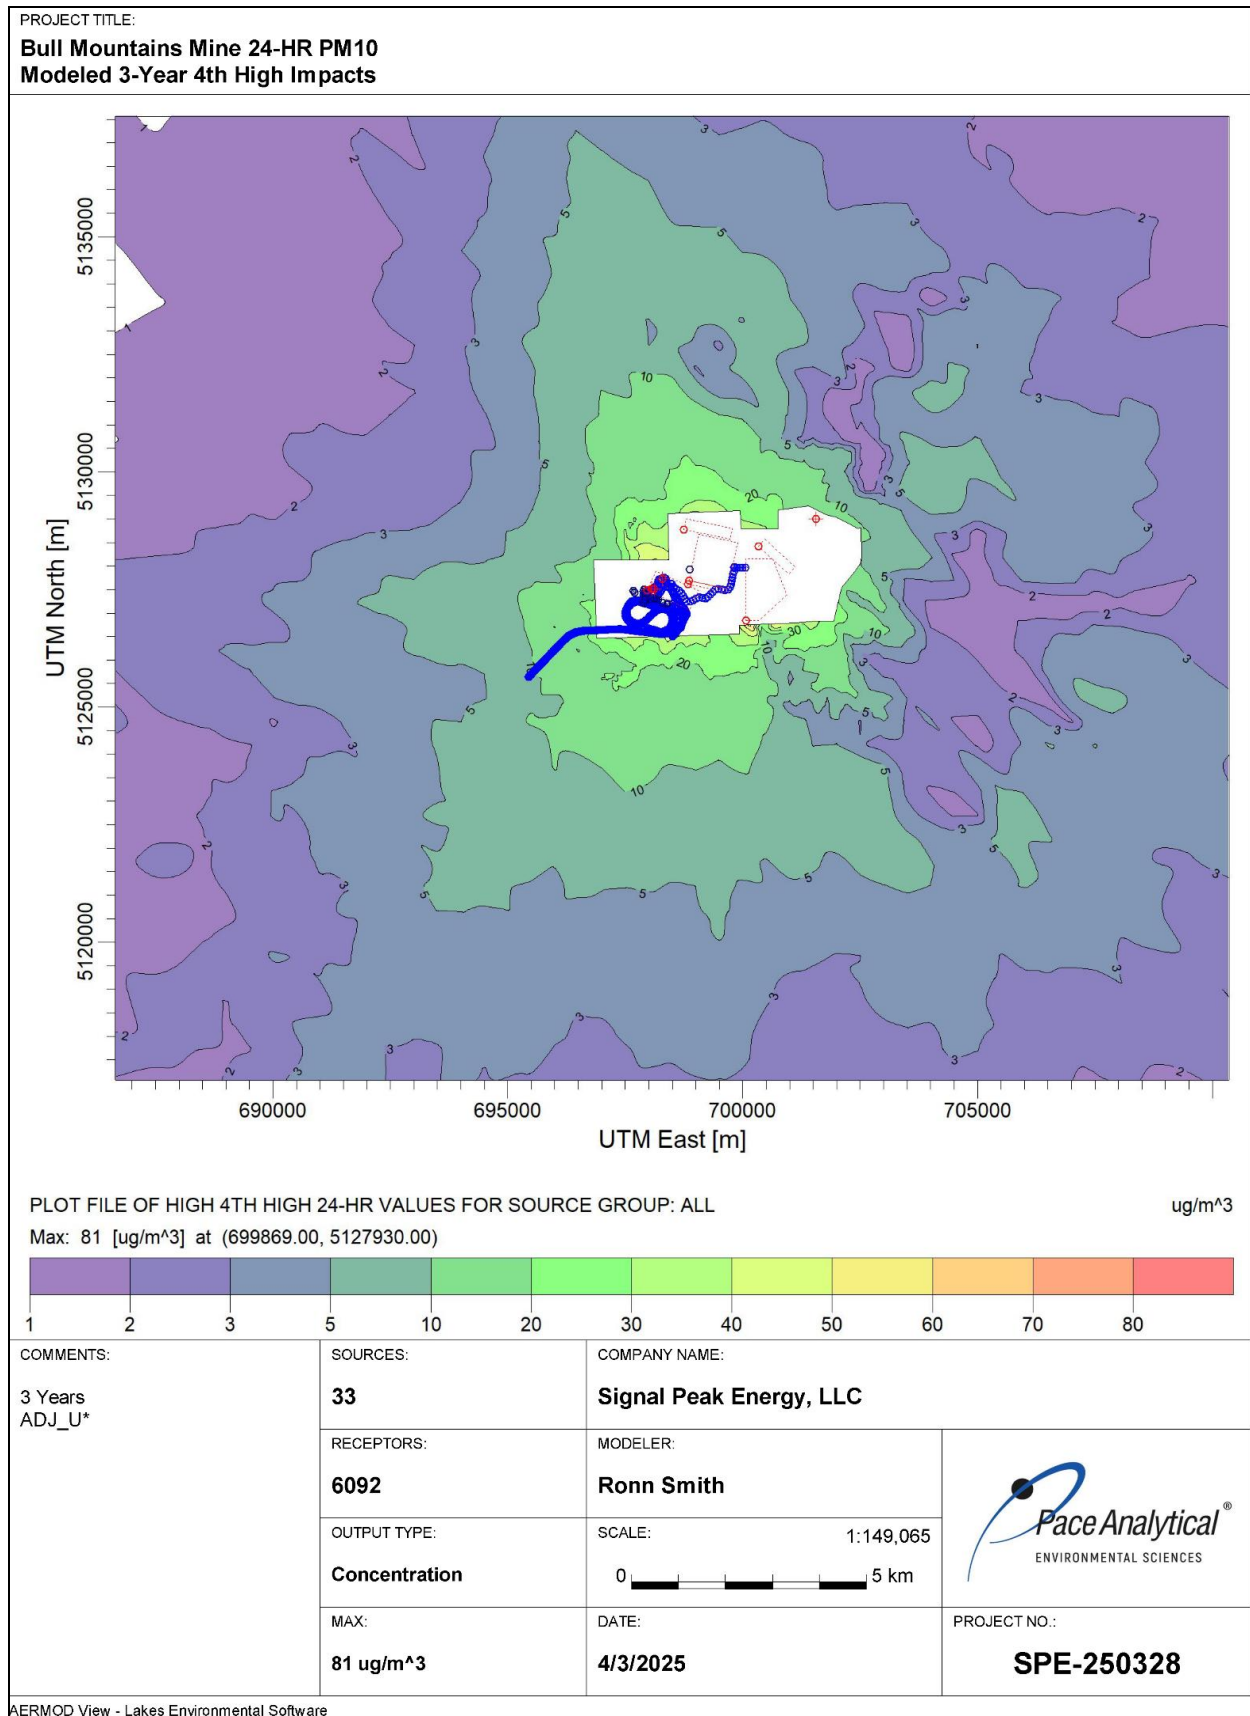 PROJECT TITLE:
Bull Mountains Mine 24-HR PM10
Modeled 3-Year 4th High Impacts
UTM North [m]
5135000
5130000
5125000
5120000
690000 695000 700000 705000
UTM East [m]
PLOT FILE OF HIGH 4TH HIGH 24-HR VALUES FOR SOURCE GROUP: ALL ug/m^3
Max: 81 [ug/m^3] at (699869.00, 5127930.00)
1 2 3 5 10 20 30 40 50 60 70 80
COMMENTS:
3 Years
ADJ_U*
SOURCES:
33
COMPANY NAME:
Signal Peak Energy, LLC
RECEPTORS:
6092
MODELER:
Ronn Smith
OUTPUT TYPE:
Concentration
SCALE: 1:149,065
0 5 km
MAX:
81 ug/m^3
DATE:
4/3/2025
Pace Analytical ®
ENVIRONMENTAL SCIENCES
PROJECT NO.:
SPE-250328
AERMOD View - Lakes Environmental Software